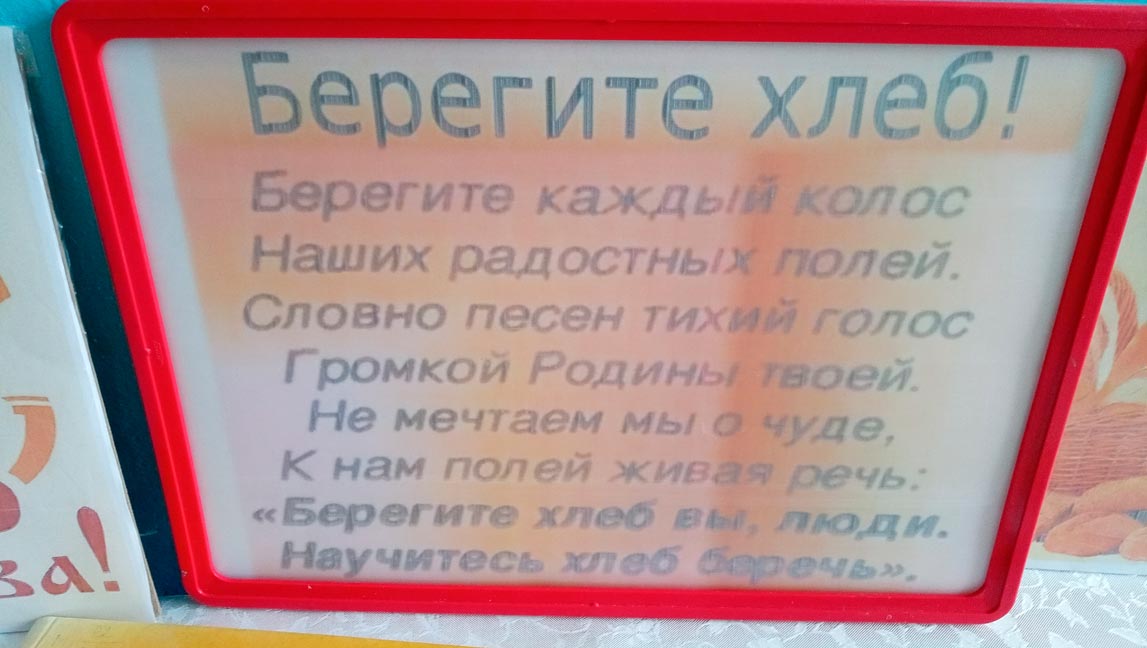 Берегите хлеб!
Берегите каждый колос
Наших радостных полей.
Словно песен тихий голос
Громкой Родины твоей.
Не мечтаем мы о чуде,
К нам полей живая речь:
«Берегите хлеб вы, люди.
Научитесь хлеб беречь».
ва!